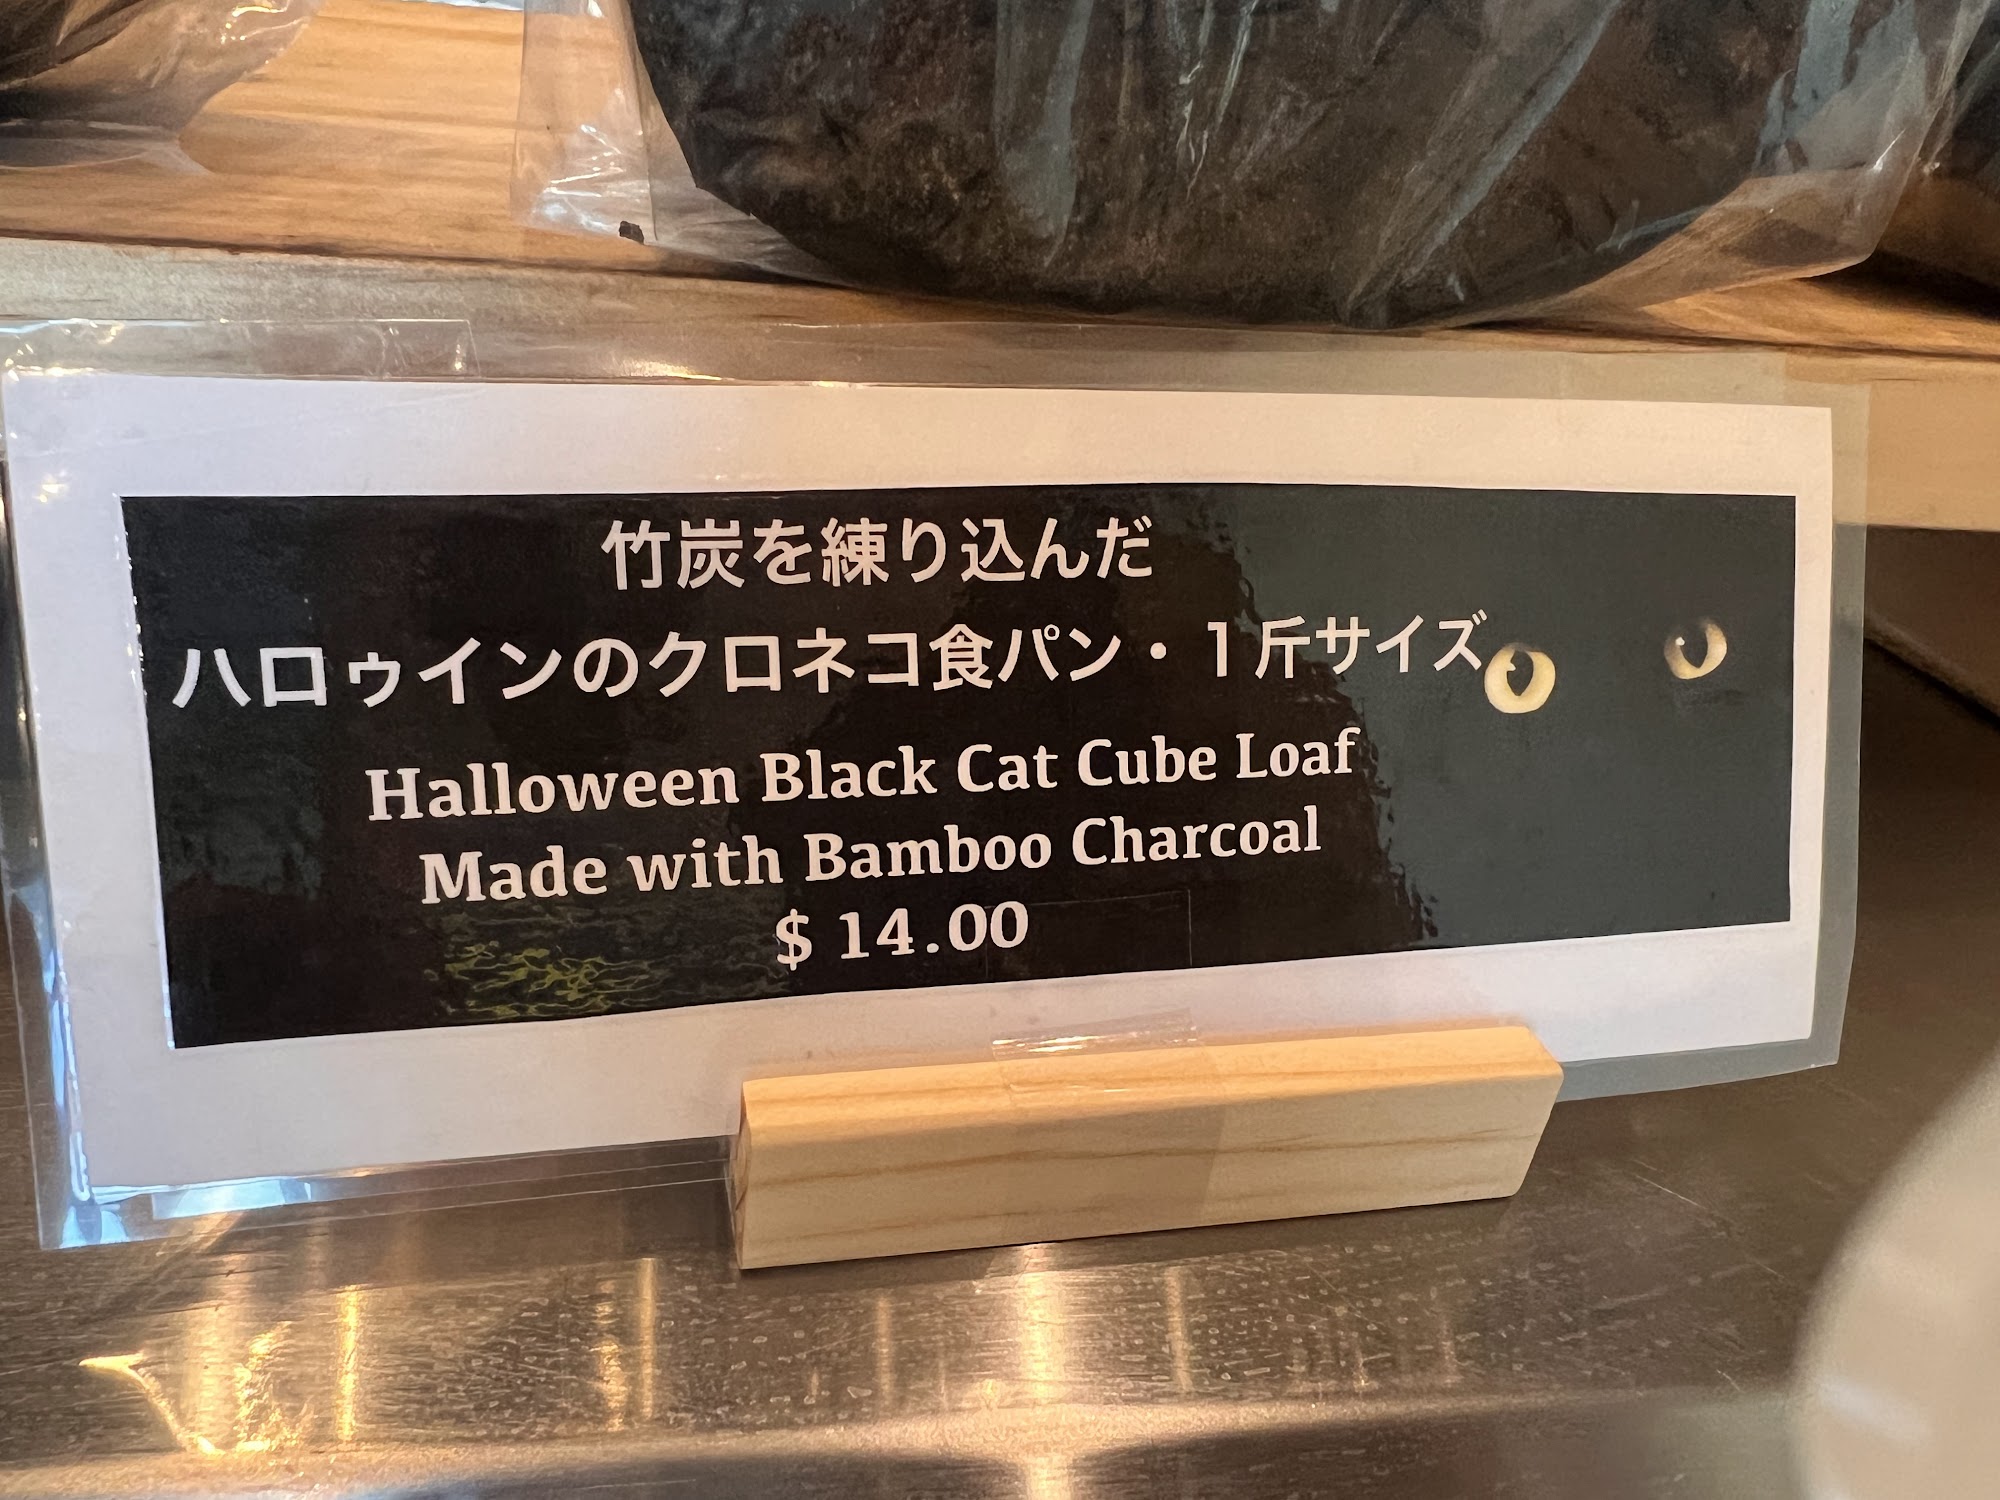 竹炭を練り込んだ
ハロゥインのクロネコ食パン・1斤サイズ
Halloween Black Cat Cube Loaf
Made with Bamboo Charcoal
$ 14.00